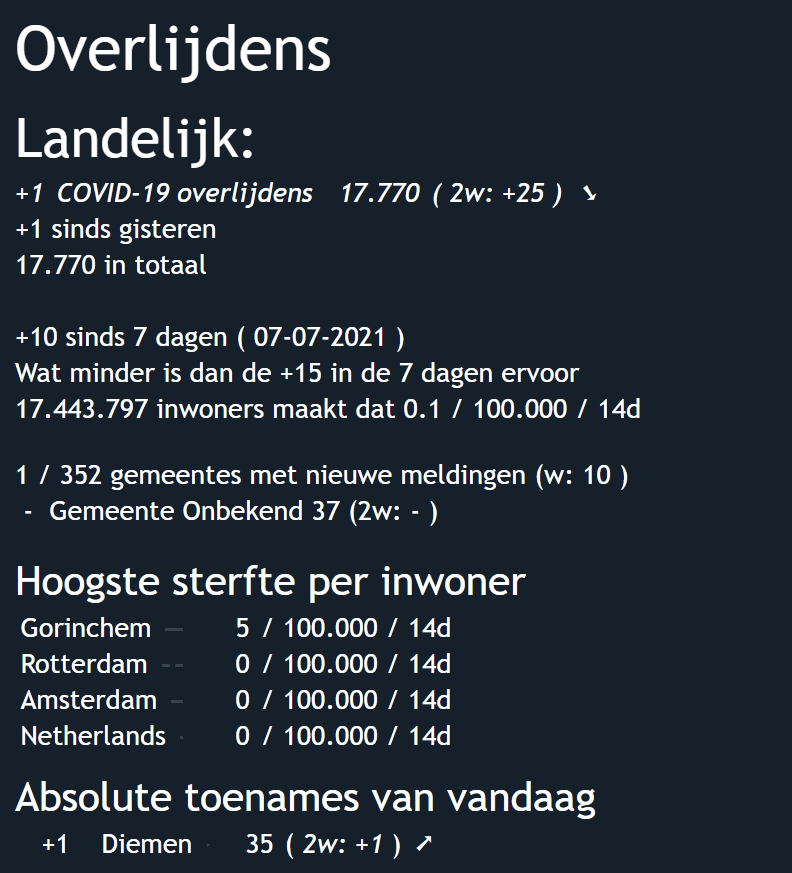 Overlijdens
Landelijk:
+1 COVID-19 overlijdens 17.770 ( 2w: +25 ) ➘
+1 sinds gisteren
17.770 in totaal
+10 sinds 7 dagen ( 07-07-2021 )
Wat minder is dan de +15 in de 7 dagen ervoor
17.443.797 inwoners maakt dat 0.1 / 100.000 / 14d
1 / 352 gemeentes met nieuwe meldingen (w: 10 )
- Gemeente Onbekend 37 (2w: - )
Hoogste sterfte per inwoner
Gorinchem — 5 / 100.000 / 14d
Rotterdam -- 0 / 100.000 / 14d
Amsterdam – 0 / 100.000 / 14d
Netherlands · 0 / 100.000 / 14d
Absolute toenames van vandaag
+1 Diemen · 35 ( 2w: +1 ) ➚